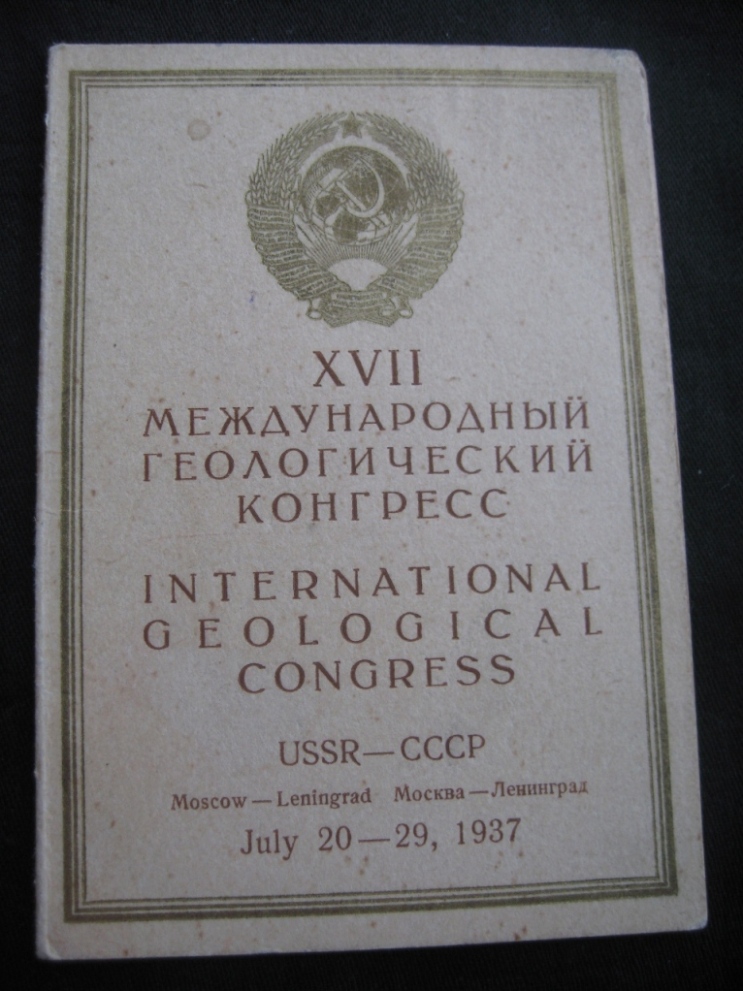 XVII
МЕЖДУНАРОДНЫЙ
ГЕОЛОГИЧЕСКИЙ
КОНГРЕСС
INTERNATIONAL
GEOLOGICAL
CONGRESS
USSR—СССР
Moscow—Leningrad Москва—Ленинград
July 20—29, 1937